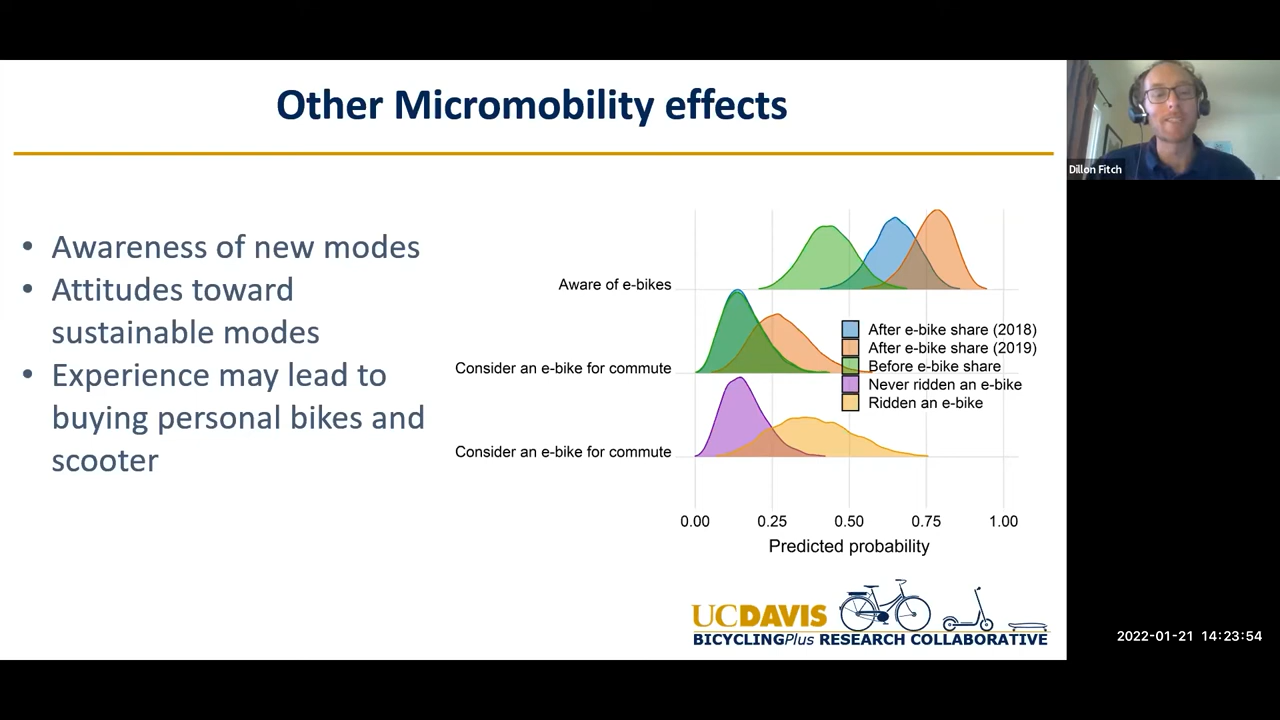 Other Micromobility effects
Dillon Fitch
• Awareness of new modes
• Attitudes toward
sustainable modes
• Experience may lead to
buying personal bikes and
scooter
Aware of e-bikes
Consider an e-bike for commute
Consider an e-bike for commute
After e-bike share (2018)
After e-bike share (2019)
Before e-bike share
Never ridden an e-bike
Ridden an e-bike
0.00 0.25 0.50 0.75 1.00
Predicted probability
UCDAVIS
BICYCLINGPlus RESEARCH COLLABORATIVE
2022-01-21 14:23:54